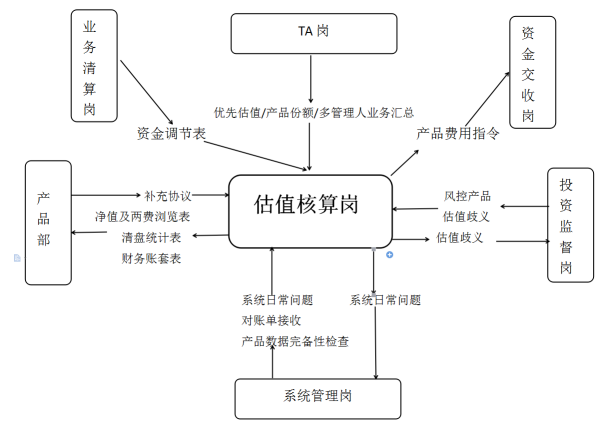 业务清算岗
TA 岗
资金交收岗
优先估值/产品份额/多管理人业务汇总
资金调节表
产品费用指令
产品部
补充协议
净值及两费浏览表
清盘统计表
财务账套表
估值核算岗
风控产品
估值歧义
估值歧义
投资监督岗
系统日常问题
对账单接收
产品数据完备性检查
系统日常问题
系统管理岗